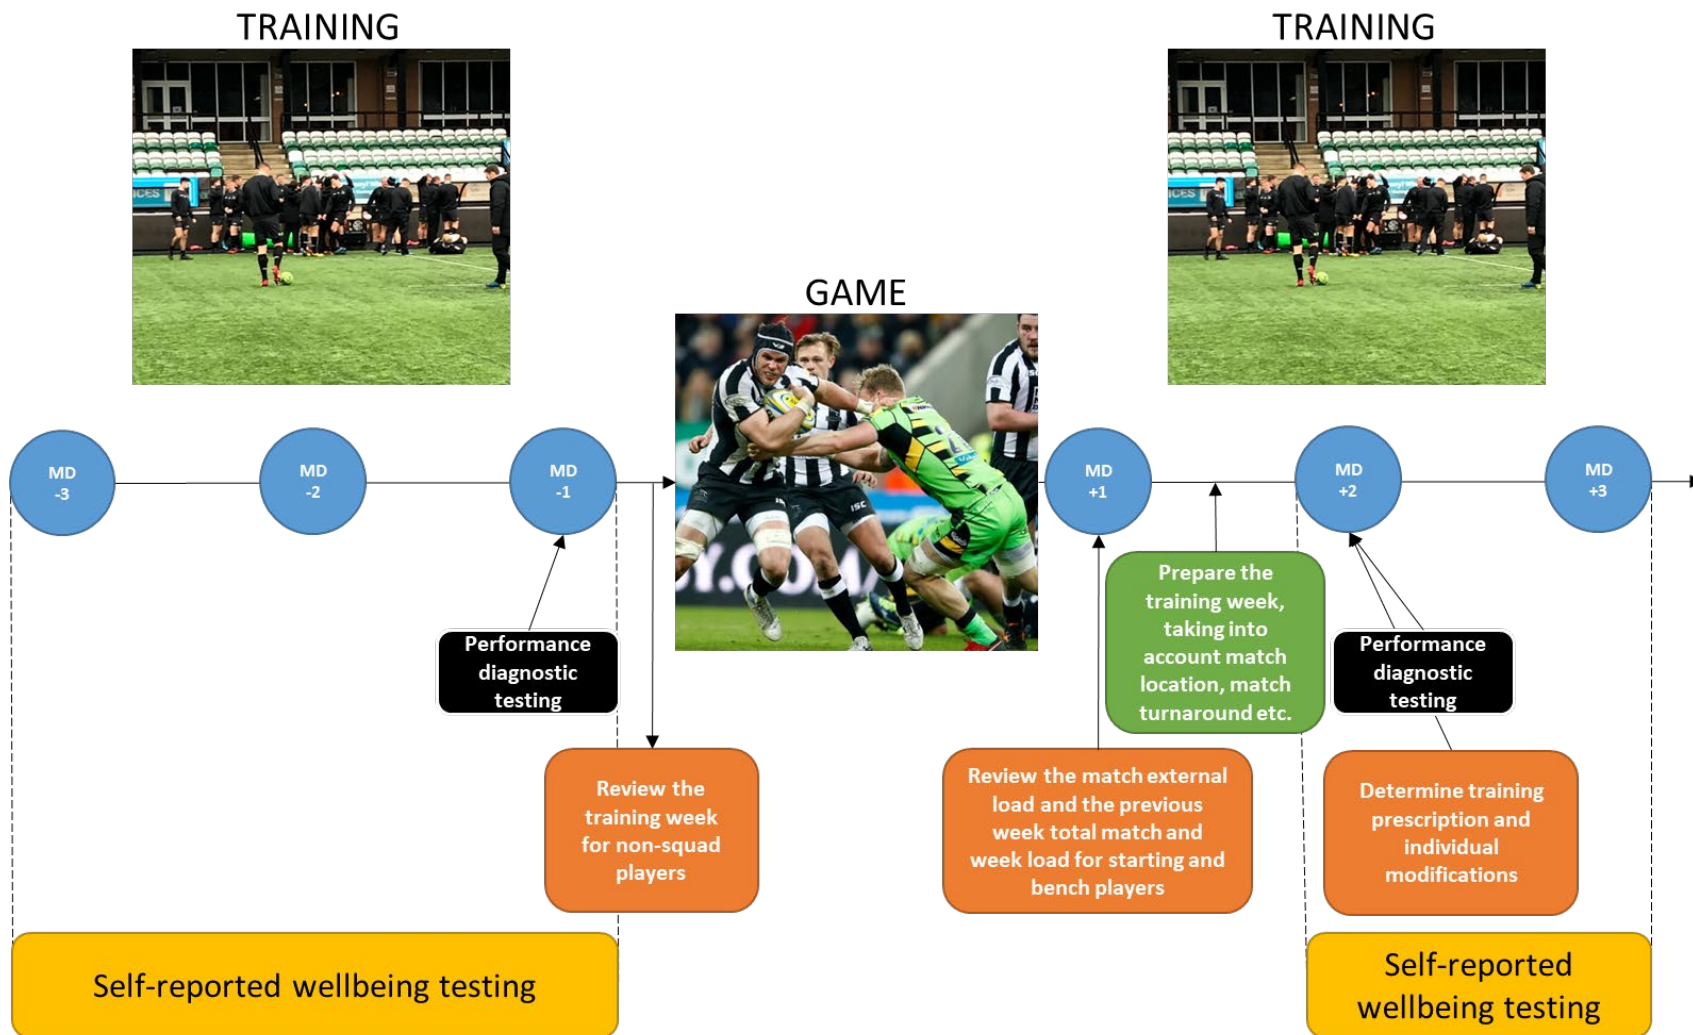 TRAINING
TRAINING
GAME
MD
-3
MD
-2
MD
-1
MD
+1
MD
+2
MD
+3
Performance
diagnostic
testing
Review the
training week
for non-squad
players
Prepare the
training week,
taking into
account match
location, match
turnaround etc.
Review the match external
load and the previous
week total match and
week load for starting and
bench players
Performance
diagnostic
testing
Determine training
prescription and
individual
modifications
Self-reported wellbeing testing
Self-reported
wellbeing testing
ISC